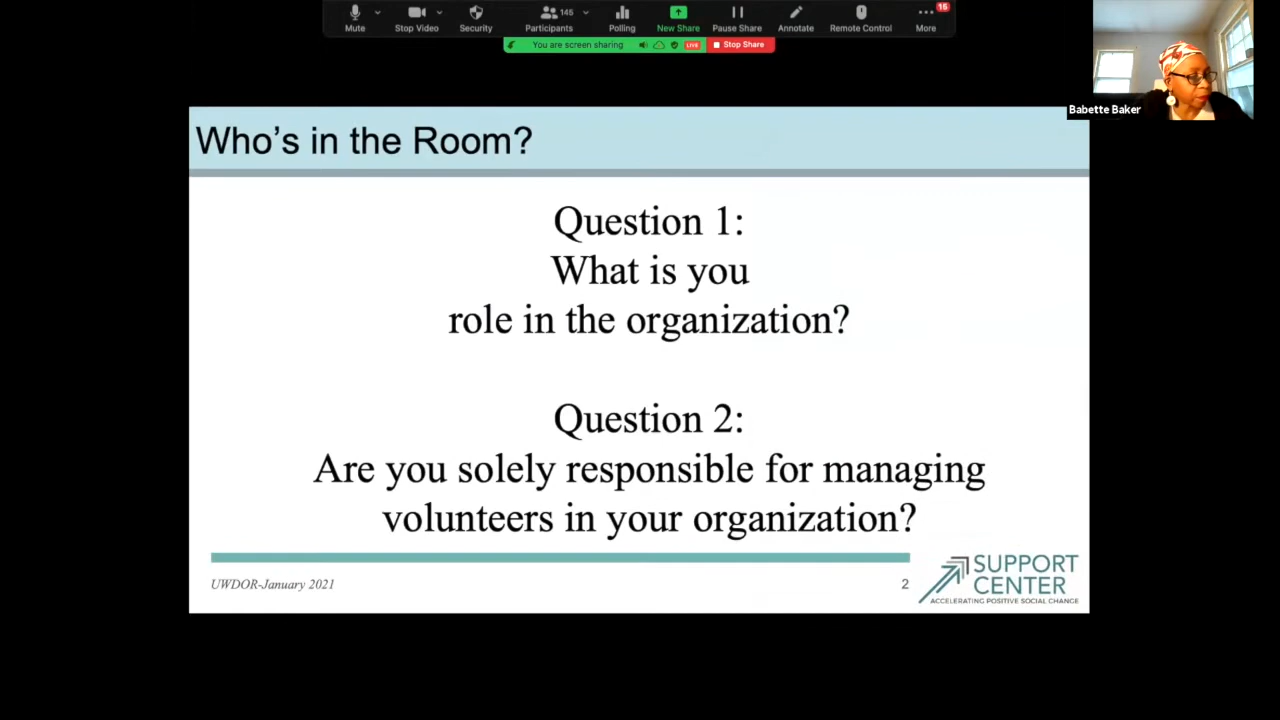 145
15
Mute
Stop Video
Security
Participants
Polling
New Share
Pause Share
Annotate
Remote Control
More
You are screen sharing
LIVE
Stop Share
Babette Baker
Who's in the Room?
Question 1:
What is you
role in the organization?
Question 2:
Are you solely responsible for managing
volunteers in your organization?
UWDOR-January 2021
2
SUPPORT
CENTER
ACCELERATING POSITIVE SOCIAL CHANGE